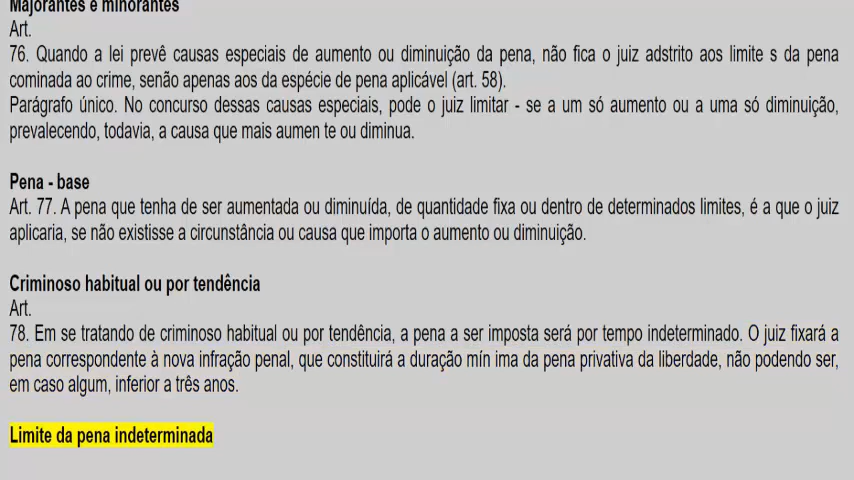 Majorantes e minorantes
Art.
76. Quando a lei prevê causas especiais de aumento ou diminuição da pena, não fica o juiz adstrito aos limite s da pena
cominada ao crime, senão apenas aos da espécie de pena aplicável (art. 58).
Parágrafo único. No concurso dessas causas especiais, pode o juiz limitar - se a um só aumento ou a uma só diminuição,
prevalecendo, todavia, a causa que mais aumen te ou diminua.
Pena - base
Art. 77. A pena que tenha de ser aumentada ou diminuída, de quantidade fixa ou dentro de determinados limites, é a que o juiz
aplicaria, se não existisse a circunstância ou causa que importa o aumento ou diminuição.
Criminoso habitual ou por tendência
Art.
78. Em se tratando de criminoso habitual ou por tendência, a pena a ser imposta será por tempo indeterminado. O juiz fixará a
pena correspondente à nova infração penal, que constituirá a duração mín ima da pena privativa da liberdade, não podendo ser,
em caso algum, inferior a três anos.
Limite da pena indeterminada